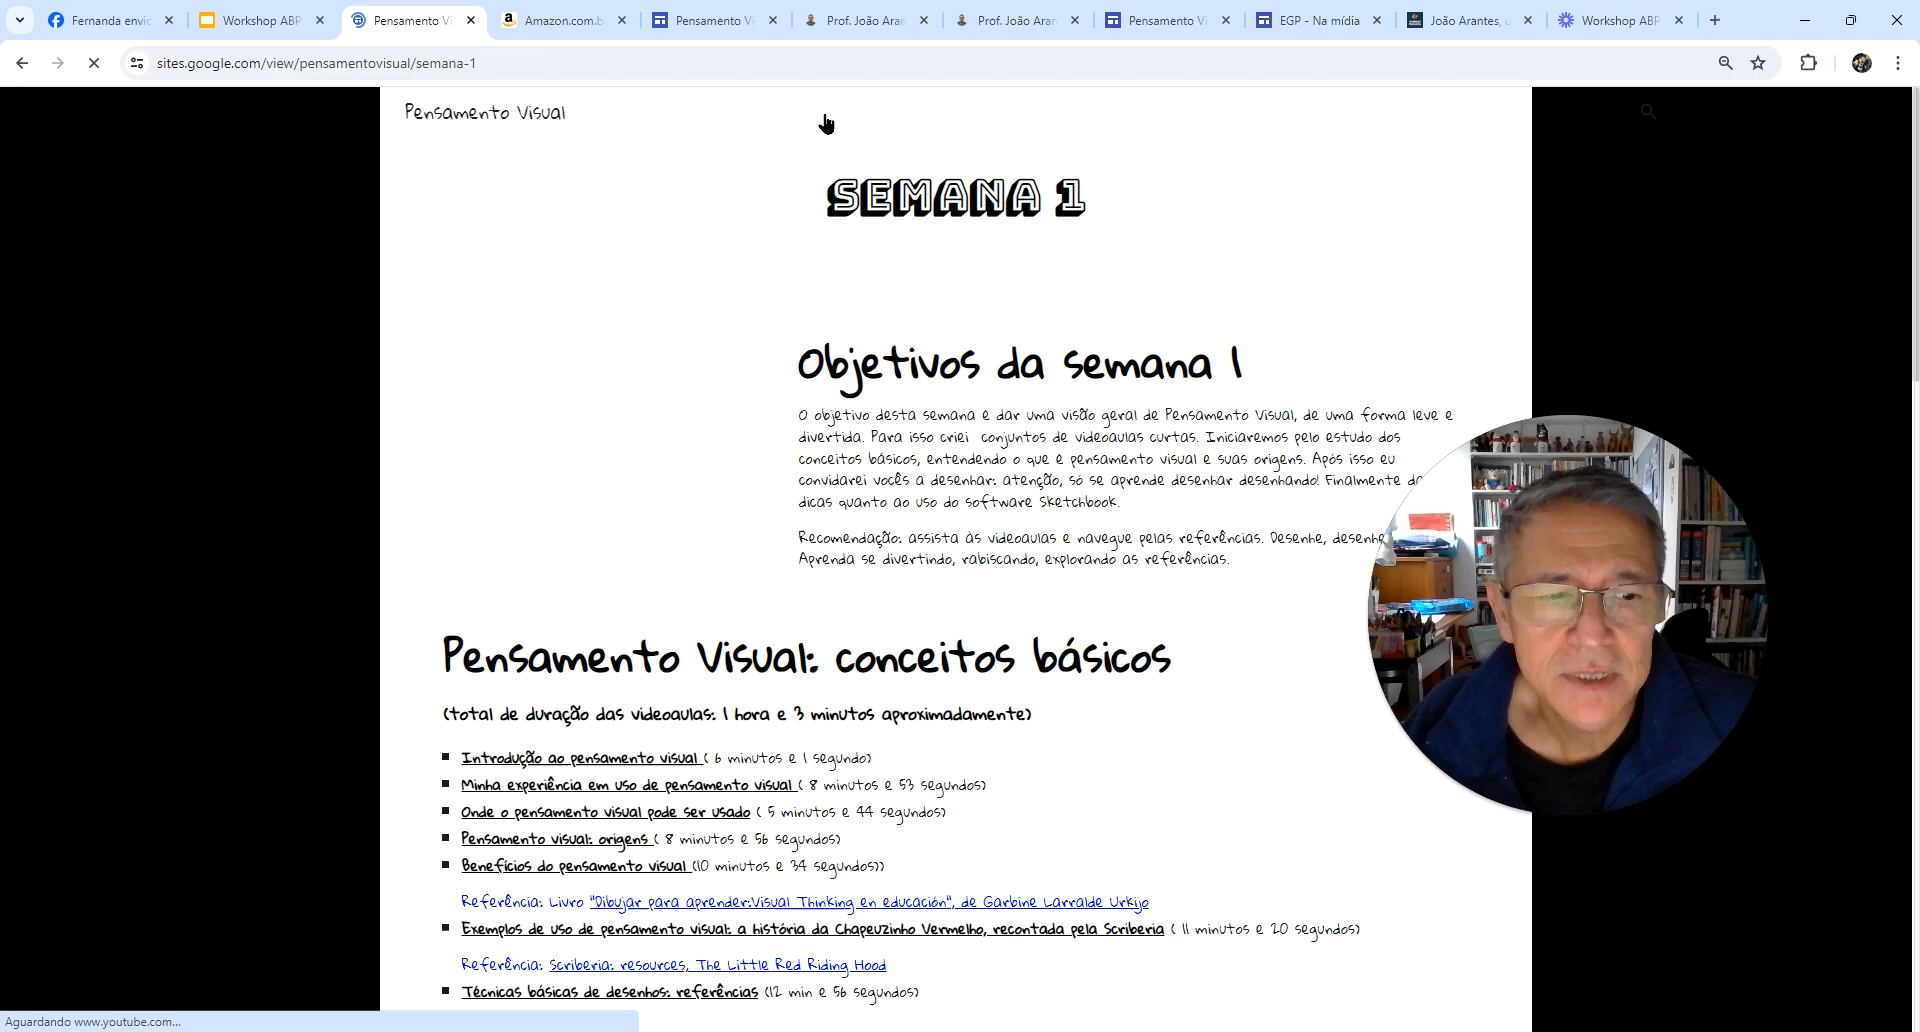 Fernanda envic
Workshop ABP
Pensamento Vi
Amazon.com.b
Pensamento Vi
Prof. João Aran
Prof. João Aran
Pensamento Vi
EGP - Na mídia
João Arantes, u
Workshop ABP
sites.google.com/view/pensamentovisual/semana-1
Pensamento Visual
SEMANA 1
Objetivos da semana 1
O objetivo desta semana é dar uma visão geral de Pensamento Visual, de uma forma leve e
divertida. Para isso criei conjuntos de videoaulas curtas. Iniciaremos pelo estudo dos
conceitos básicos, entendendo o que é pensamento visual e suas origens. Após isso eu
convidarei vocês a desenhar: atenção, só se aprende desenhar desenhando! Finalmente
dicas quanto ao uso do software Sketchbook.
Recomendação: assista às videoaulas e navegue pelas referências. Desenhe, desenhe
Aprenda se divertindo, rabiscando, explorando as referências.
Pensamento Visual: conceitos básicos
(total de duração das videoaulas: 1 hora e 3 minutos aproximadamente)
Introdução ao pensamento visual ( 6 minutos e 1 segundo)
Minha experiência em uso de pensamento visual ( 8 minutos e 53 segundos)
Onde o pensamento visual pode ser usado ( 5 minutos e 44 segundos)
Pensamento visual: origens ( 8 minutos e 56 segundos)
Benefícios do pensamento visual (10 minutos e 34 segundos))
Referência: Livro "Dibujar para aprender:Visual Thinking en educación", de Garbine Larralde Urkijo
Exemplos de uso de pensamento visual: a história da Chapeuzinho Vermelho, recontada pela Scriberia ( 11 minutos e 20 segundos)
Referência: Scriberia: resources, The Little Red Riding Hood
Técnicas básicas de desenhos: referências (12 min e 56 segundos)
Aguardando www.youtube.com...